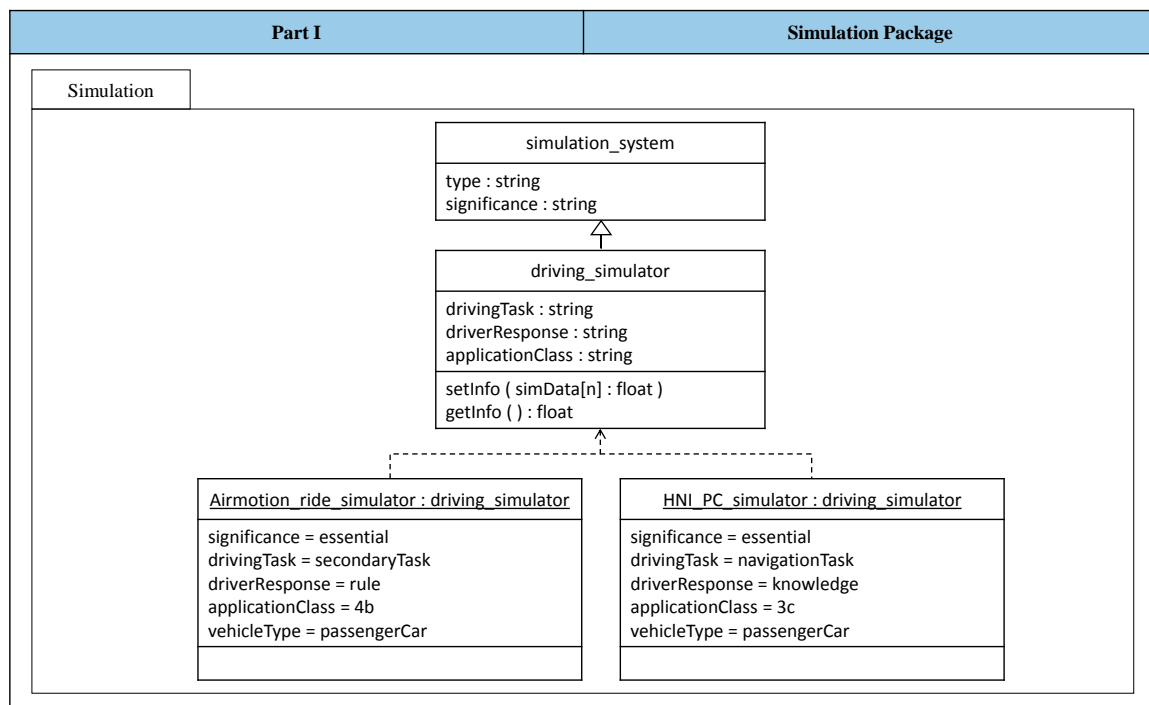 Part I
Simulation Package
Simulation
simulation_system
type : string
significance : string
driving_simulator
drivingTask : string
driverResponse : string
applicationClass : string
setInfo ( simData[n] : float )
getInfo ( ) : float
Airmotion_ride_simulator : driving_simulator
significance = essential
drivingTask = secondaryTask
driverResponse = rule
applicationClass = 4b
vehicleType = passengerCar
HNI_PC_simulator : driving_simulator
significance = essential
drivingTask = navigationTask
driverResponse = knowledge
applicationClass = 3c
vehicleType = passengerCar